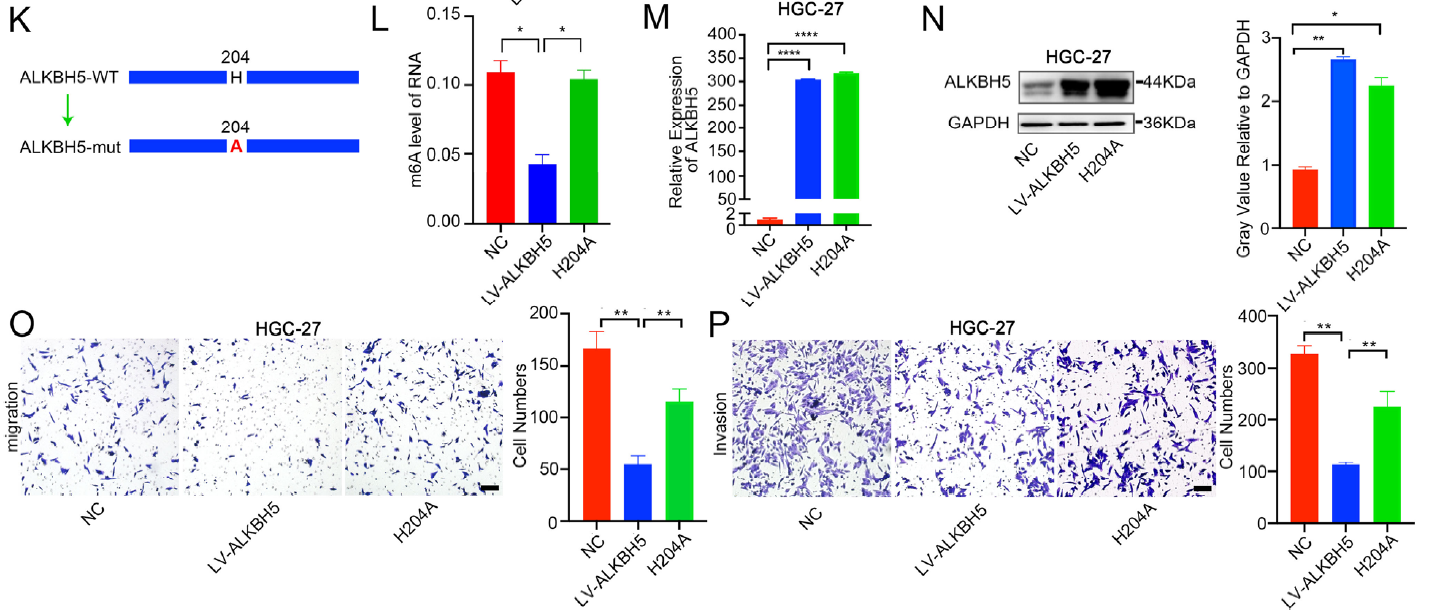 K
204
ALKBH5-WT
H
204
ALKBH5-mut
A
L
m6A level of RNA
0.15
0.10
0.05
0.00
*
*
NC
LV-ALKBH5
H204A
M
HGC-27
Relative Expression
of ALKBH5
400
350
300
250
200
150
100
50
2
0
****
****
NC
LV-ALKBH5
H204A
N
HGC-27
ALKBH5
44KDa
GAPDH
36KDa
NC
LV-ALKBH5
H204A
Gray Value Relative to GAPDH
3
2
1
0
*
**
NC
LV-ALKBH5
H204A
O
HGC-27
migration
NC
LV-ALKBH5
H204A
Cell Numbers
200
150
100
50
0
**
**
NC
LV-ALKBH5
H204A
P
HGC-27
Invasion
NC
LV-ALKBH5
H204A
Cell Numbers
400
300
200
100
0
**
**
NC
LV-ALKBH5
H204A